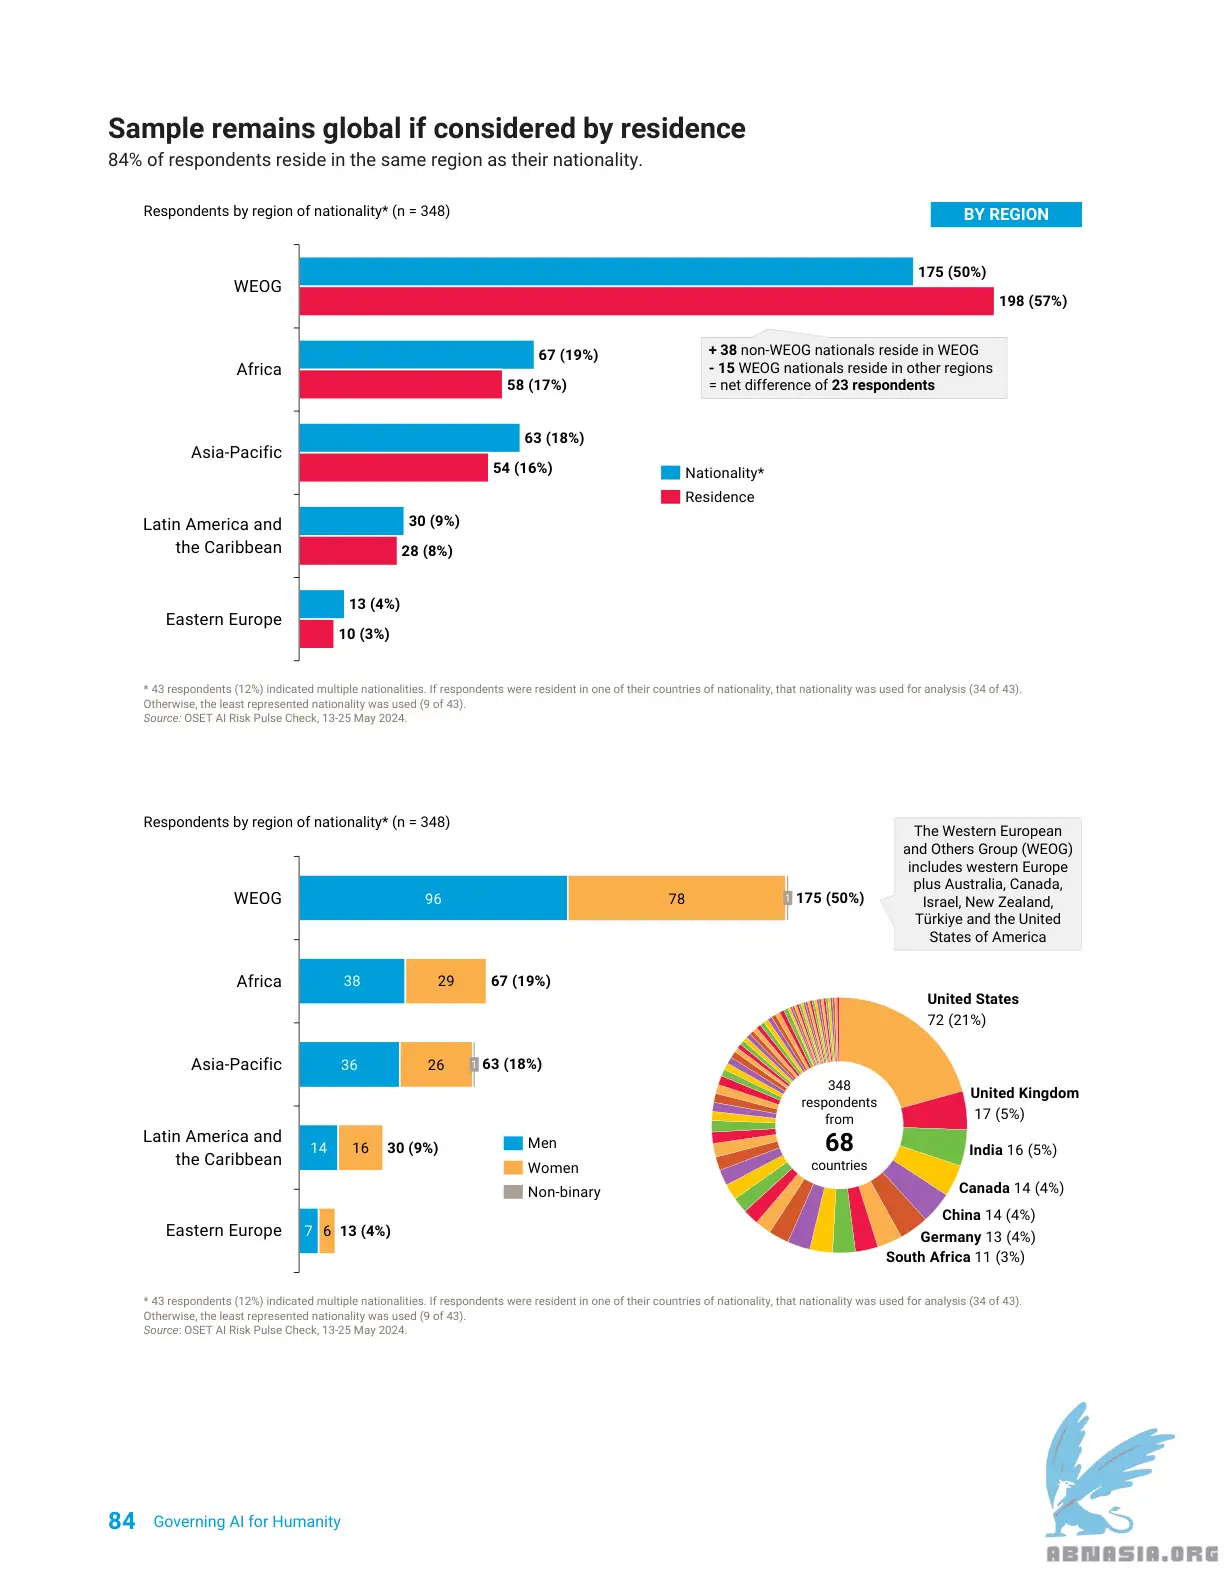 Sample remains global if considered by residence
84% of respondents reside in the same region as their nationality.
Respondents by region of nationality* (n = 348)
BY REGION
WEOG
175 (50%)
198 (57%)
+ 38 non-WEOG nationals reside in WEOG
- 15 WEOG nationals reside in other regions
= net difference of 23 respondents
Africa
67 (19%)
58 (17%)
Asia-Pacific
63 (18%)
54 (16%)
Nationality*
Residence
Latin America and
the Caribbean
30 (9%)
28 (8%)
Eastern Europe
13 (4%)
10 (3%)
* 43 respondents (12%) indicated multiple nationalities. If respondents were resident in one of their countries of nationality, that nationality was used for analysis (34 of 43).
Otherwise, the least represented nationality was used (9 of 43).
Source: OSET AI Risk Pulse Check, 13-25 May 2024.
Respondents by region of nationality* (n = 348)
The Western European
and Others Group (WEOG)
includes western Europe
plus Australia, Canada,
Israel, New Zealand,
Türkiye and the United
States of America
WEOG
96
78
1
175 (50%)
Africa
38
29
67 (19%)
Asia-Pacific
36
26
1
63 (18%)
Latin America and
the Caribbean
14
16
30 (9%)
Eastern Europe
7
6
13 (4%)
Men
Women
Non-binary
348
respondents
from
68
countries
United States
72 (21%)
United Kingdom
17 (5%)
India 16 (5%)
Canada 14 (4%)
China 14 (4%)
Germany 13 (4%)
South Africa 11 (3%)
* 43 respondents (12%) indicated multiple nationalities. If respondents were resident in one of their countries of nationality, that nationality was used for analysis (34 of 43).
Otherwise, the least represented nationality was used (9 of 43).
Source: OSET AI Risk Pulse Check, 13-25 May 2024.
84 Governing AI for Humanity
ABNASIA.ORG